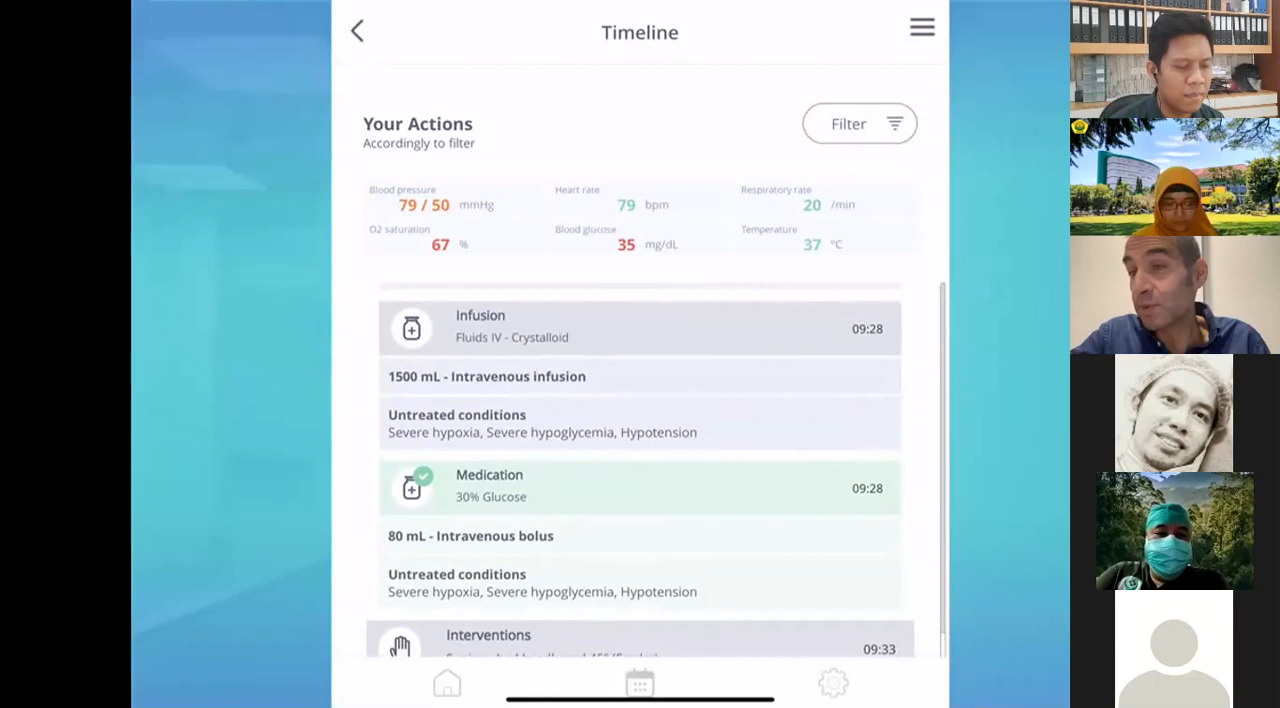 Timeline
Your Actions
Accordingly to filter
Filter
Blood pressure
79 / 50 mmHg
Heart rate
79 bpm
Respiratory rate
20 /min
O2 saturation
67 %
Blood glucose
35 mg/dL
Temperature
37 °C
Infusion
Fluids IV - Crystalloid
09:28
1500 mL - Intravenous infusion
Untreated conditions
Severe hypoxia, Severe hypoglycemia, Hypotension
Medication
30% Glucose
09:28
80 mL - Intravenous bolus
Untreated conditions
Severe hypoxia, Severe hypoglycemia, Hypotension
Interventions
09:33